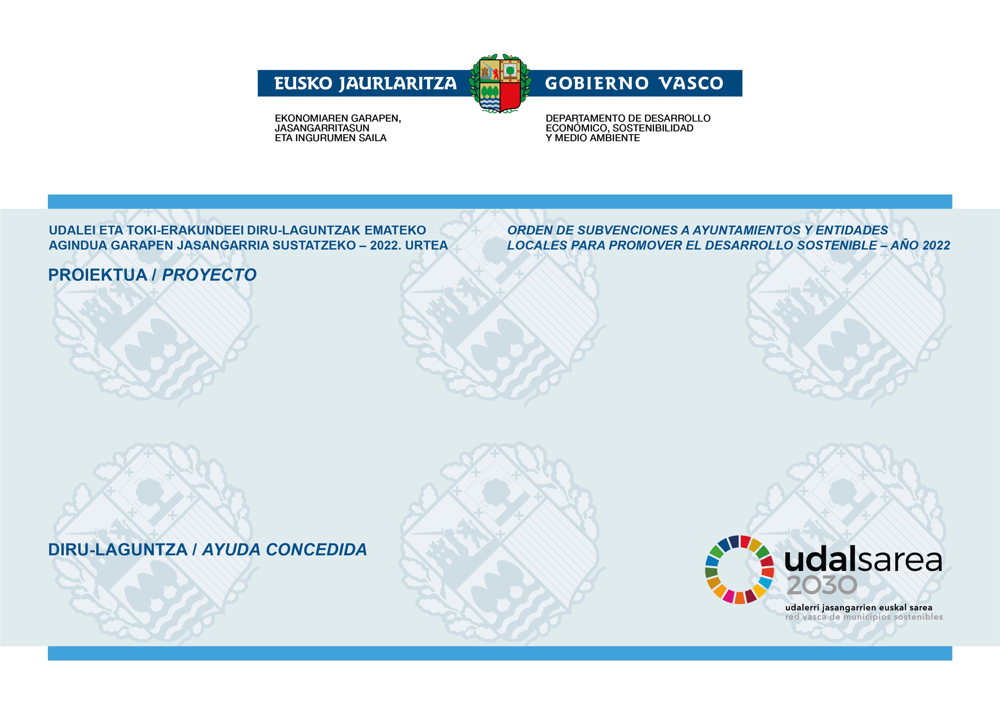 EUSKO JAURLARITZA
GOBIERNO VASCO
EKONOMIAREN GARAPEN,
JASANGARRITASUN
ETA INGURUMEN SAILA
DEPARTAMENTO DE DESARROLLO
ECONÓMICO, SOSTENIBILIDAD
Y MEDIO AMBIENTE
UDALEI ETA TOKI-ERAKUNDEEI DIRU-LAGUNTZAK EMATEKO
AGINDUA GARAPEN JASANGARRIA SUSTATZEKO – 2022. URTEA
ORDEN DE SUBVENCIONES A AYUNTAMIENTOS Y ENTIDADES
LOCALES PARA PROMOVER EL DESARROLLO SOSTENIBLE – AÑO 2022
PROIEKTUA / PROYECTO
DIRU-LAGUNTZA / AYUDA CONCEDIDA
udalsarea
2030
udalerri jasangarrien euskal sarea
red vasca de municipios sostenibles